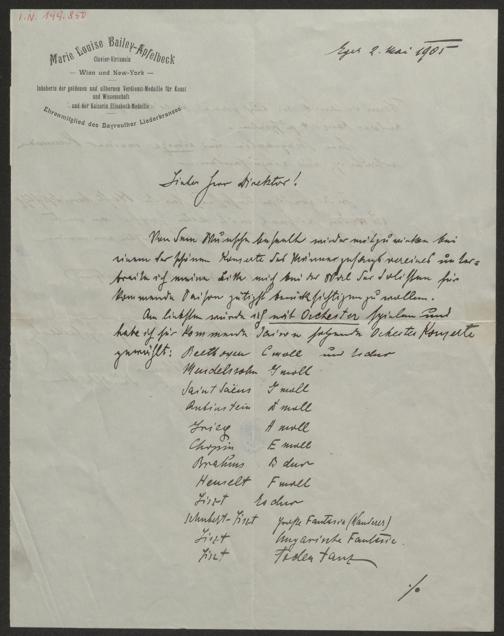 I.N. 149.850
Marie Louise Bailey-Apfelbeck
Clavier-Virtuosin
— Wien und New-York —
Inhaberin der goldenen und silbernen Verdienst-Medaille für Kunst
und Wissenschaft
und der Kaiserin Elisabeth-Medaille
Ehrenmitglied des Bayreuther Liederkranzes
Eger 2. Mai 1905
Lieber Herr Direktor!
Von dem Wunsche beseelt wieder mitzuwirken bei
einem der schönen Konzerte des Männergesangvereines unter=
breite ich meine Bitte mich bei der Wahl der Solisten für
kommende Saison gütigst berücksichtigen zu wollen.
Am liebsten würde ich mit Orchester spielen und
habe ich für kommende Saison folgende Orchester Konzerte
gewählt: Beethoven C moll und Es dur
Mendelssohn G moll
Saint Saëns G moll
Rubinstein D moll
Grieg A moll
Chopin E moll
Brahms B dur
Henselt F moll
Liszt Es dur
Schubert-Liszt große Fantasie (Wanderer)
Liszt Ungarische Fantasie.
Liszt Todentanz
./.